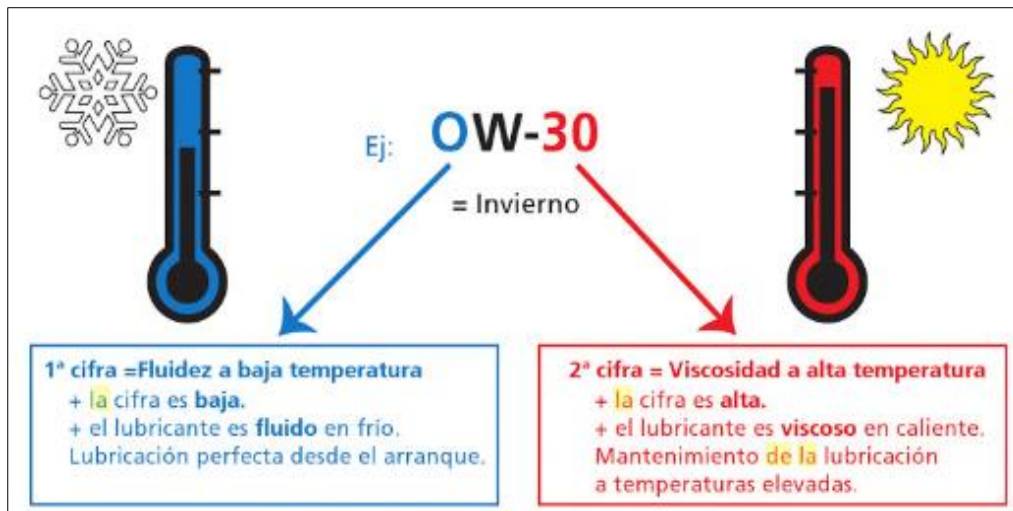 Ej: OW-30
= Invierno
1ª cifra =Fluidez a baja temperatura
+ la cifra es baja.
+ el lubricante es fluido en frío.
Lubricación perfecta desde el arranque.
2ª cifra = Viscosidad a alta temperatura
+ la cifra es alta.
+ el lubricante es viscoso en caliente.
Mantenimiento de la lubricación
a temperaturas elevadas.